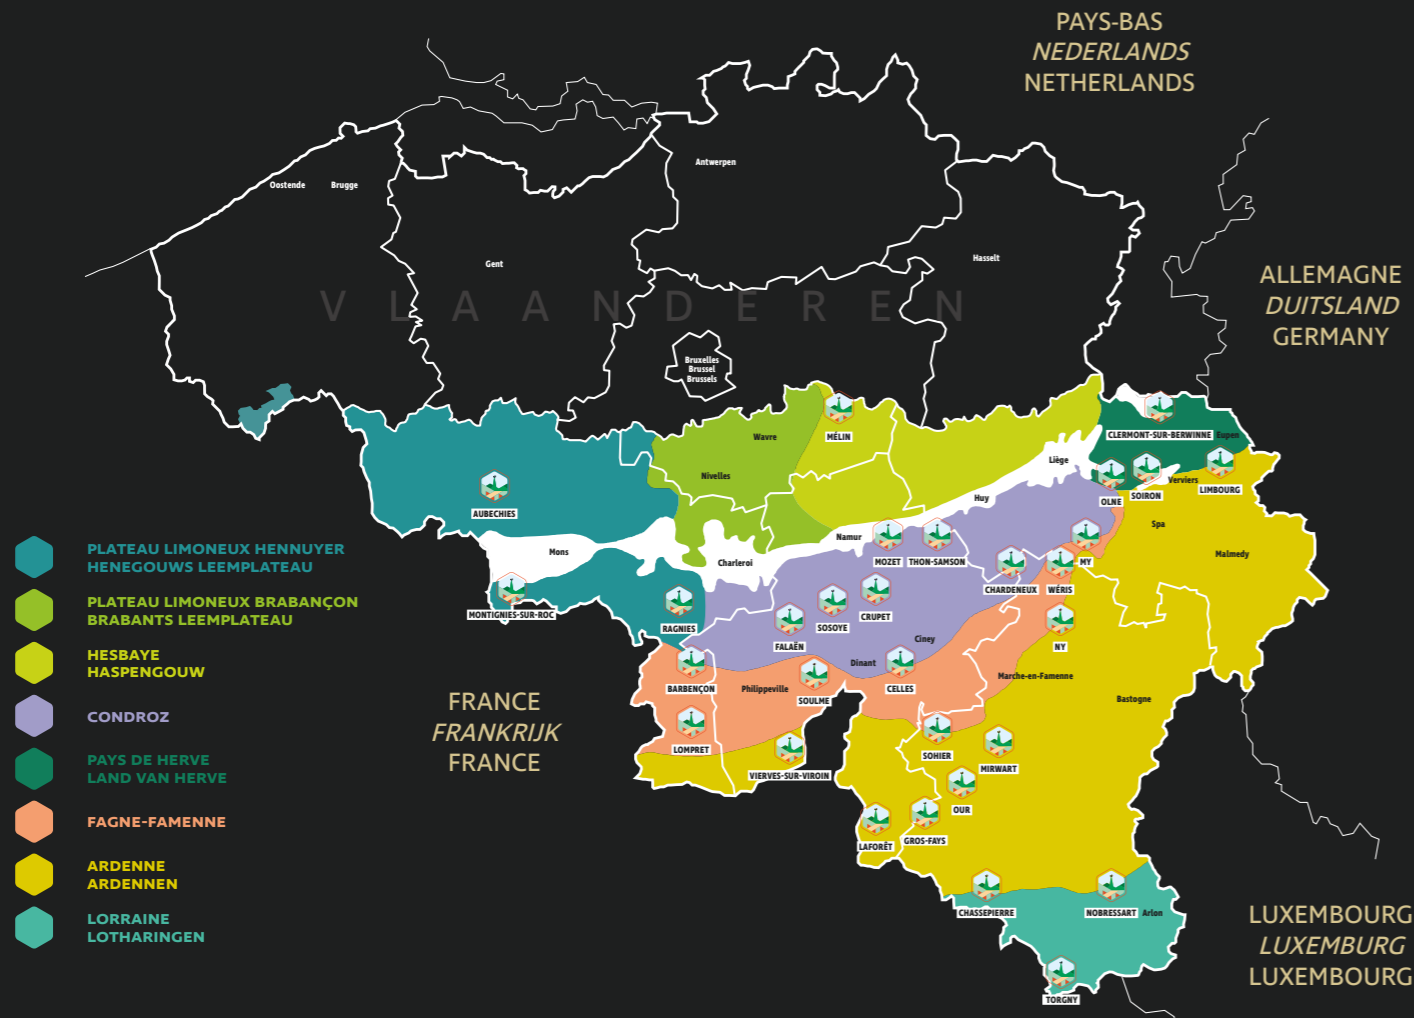 PAYS-BAS
NEDERLANDS
NETHERLANDS
Antwerpen
Oostende
Brugge
Gent
Hasselt
VLAANDEREN
ALLEMAGNE
DUITSLAND
GERMANY
Bruxelles
Brussel
Brussels
Wavre
MÉLIN
CLERMONT-SUR-BERWINNE
Eupen
Nivelles
Liège
Verviers
LIMBOURG
SOIRON
OLNE
Huy
AUBECHIES
Spa
Namur
Mons
Malmedy
Charleroi
MOZET
THON-SAMSON
MY
CHARDENEUX
WÉRIS
MONTIGNIES-SUR-ROC
RAGNIES
CRUPET
SOSOYE
FALAËN
Ciney
NY
Dinant
Marche-en-Famenne
BARBENÇON
Philippeville
CELLES
SOULME
Bastogne
LOMPRET
SOHIER
MIRWART
VIERVES-SUR-VIROIN
OUR
GROS-FAYS
LAFORÊT
CHASSEPIERRE
NOBRESSART
Arlon
TORGNY
FRANCE
FRANKRIJK
FRANCE
LUXEMBOURG
LUXEMBURG
LUXEMBOURG
PLATEAU LIMONEUX HENNUYER
HENEGOUWS LEEMPLATEAU
PLATEAU LIMONEUX BRABANÇON
BRABANTS LEEMPLATEAU
HESBAYE
HASPENGOUW
CONDROZ
PAYS DE HERVE
LAND VAN HERVE
FAGNE-FAMENNE
ARDENNE
ARDENNEN
LORRAINE
LOTHARINGEN